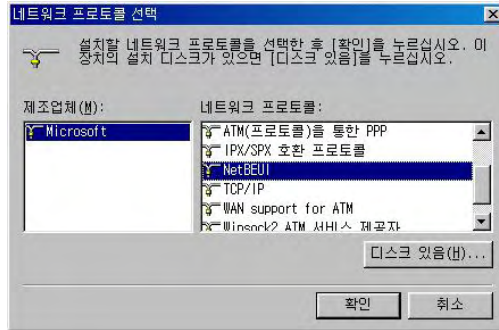 네트워크 프로토콜 선택
설치할 네트워크 프로토콜을 선택한 후 [확인]을 누르십시오. 이
장치의 설치 디스크가 있으면 [디스크 있음]을 누르십시오.
제조업체(M):
네트워크 프로토콜:
Microsoft
ATM(프로토콜)을 통한 PPP
IPX/SPX 호환 프로토콜
NetBEUI
TCP/IP
WAN support for ATM
Winsock2 ATM 서비스 제공자
디스크 있음(H)...
확인
취소